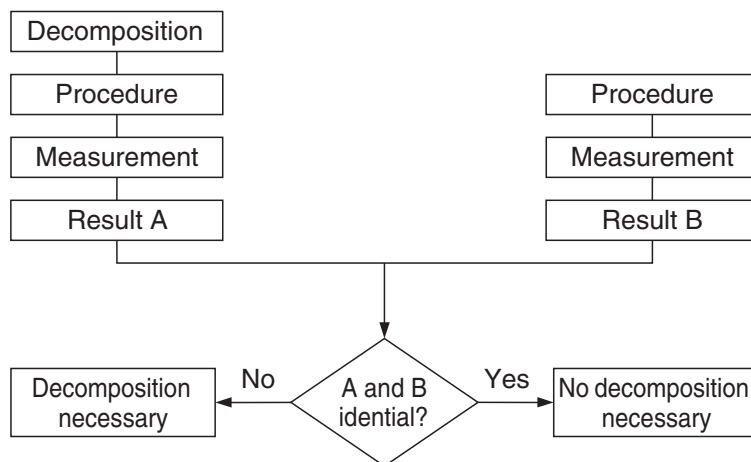 Decomposition
Procedure
Measurement
Result A
Procedure
Measurement
Result B
No
Yes
Decomposition
necessary
A and B
idential?
No decomposition
necessary